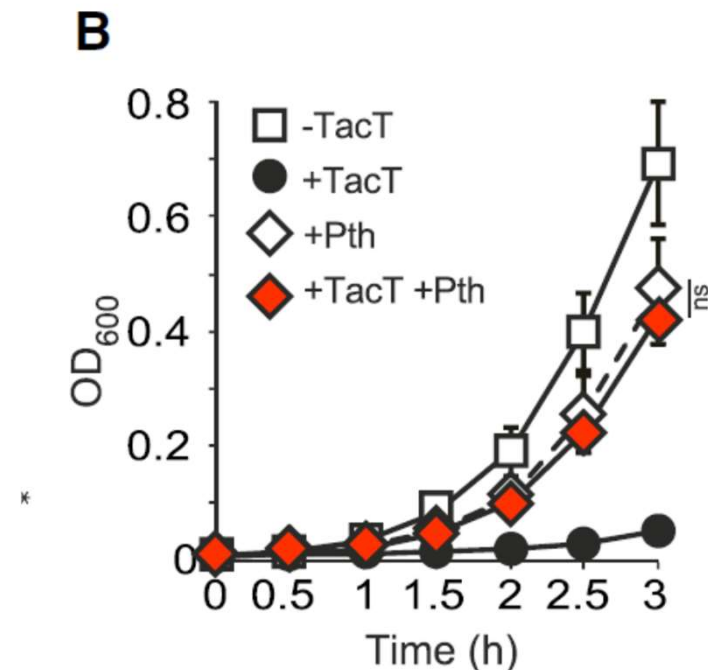 B
0.8
0.6
0.4
0.2
0
OD600
-TacT
+TacT
+Pth
+TacT +Pth
ns
*
0 0.5 1 1.5 2 2.5 3
Time (h)